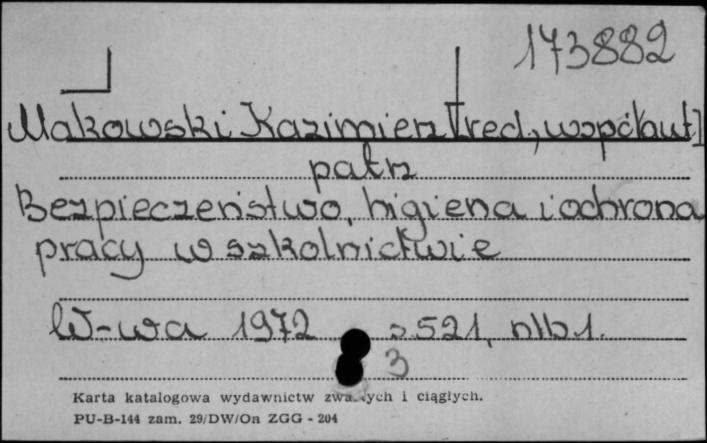 173882
Makowski Kazimierz [red., współaut]
patrz
Bezpieczeństwo, higiena i ochrona
pracy w szkolnictwie
W-wa 1972 s 521, nlb 1.
3
Karta katalogowa wydawnictw zwartych i ciągłych.
PU-B-144 zam. 29/DW/On ZGG - 204